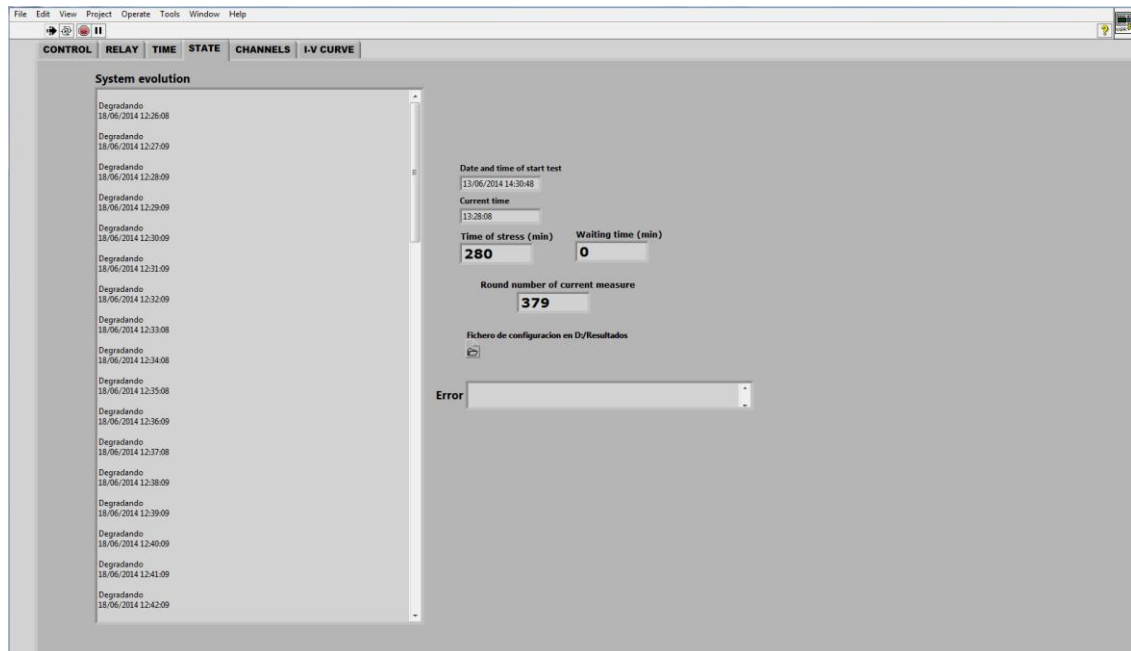 File Edit View Project Operate Tools Window Help
CONTROL RELAY TIME STATE CHANNELS I-V CURVE
System evolution
Degradando
18/06/2014 12:26:08
Degradando
18/06/2014 12:27:09
Degradando
18/06/2014 12:28:09
Degradando
18/06/2014 12:29:09
Degradando
18/06/2014 12:30:09
Degradando
18/06/2014 12:31:09
Degradando
18/06/2014 12:32:09
Degradando
18/06/2014 12:33:08
Degradando
18/06/2014 12:34:08
Degradando
18/06/2014 12:35:08
Degradando
18/06/2014 12:36:09
Degradando
18/06/2014 12:37:08
Degradando
18/06/2014 12:38:09
Degradando
18/06/2014 12:39:09
Degradando
18/06/2014 12:40:09
Degradando
18/06/2014 12:41:09
Degradando
18/06/2014 12:42:09
Date and time of start test
13/06/2014 14:30:48
Current time
13:28:08
Time of stress (min) Waiting time (min)
280 0
Round number of current measure
379
Fichero de configuracion en D:/Resultados
Error